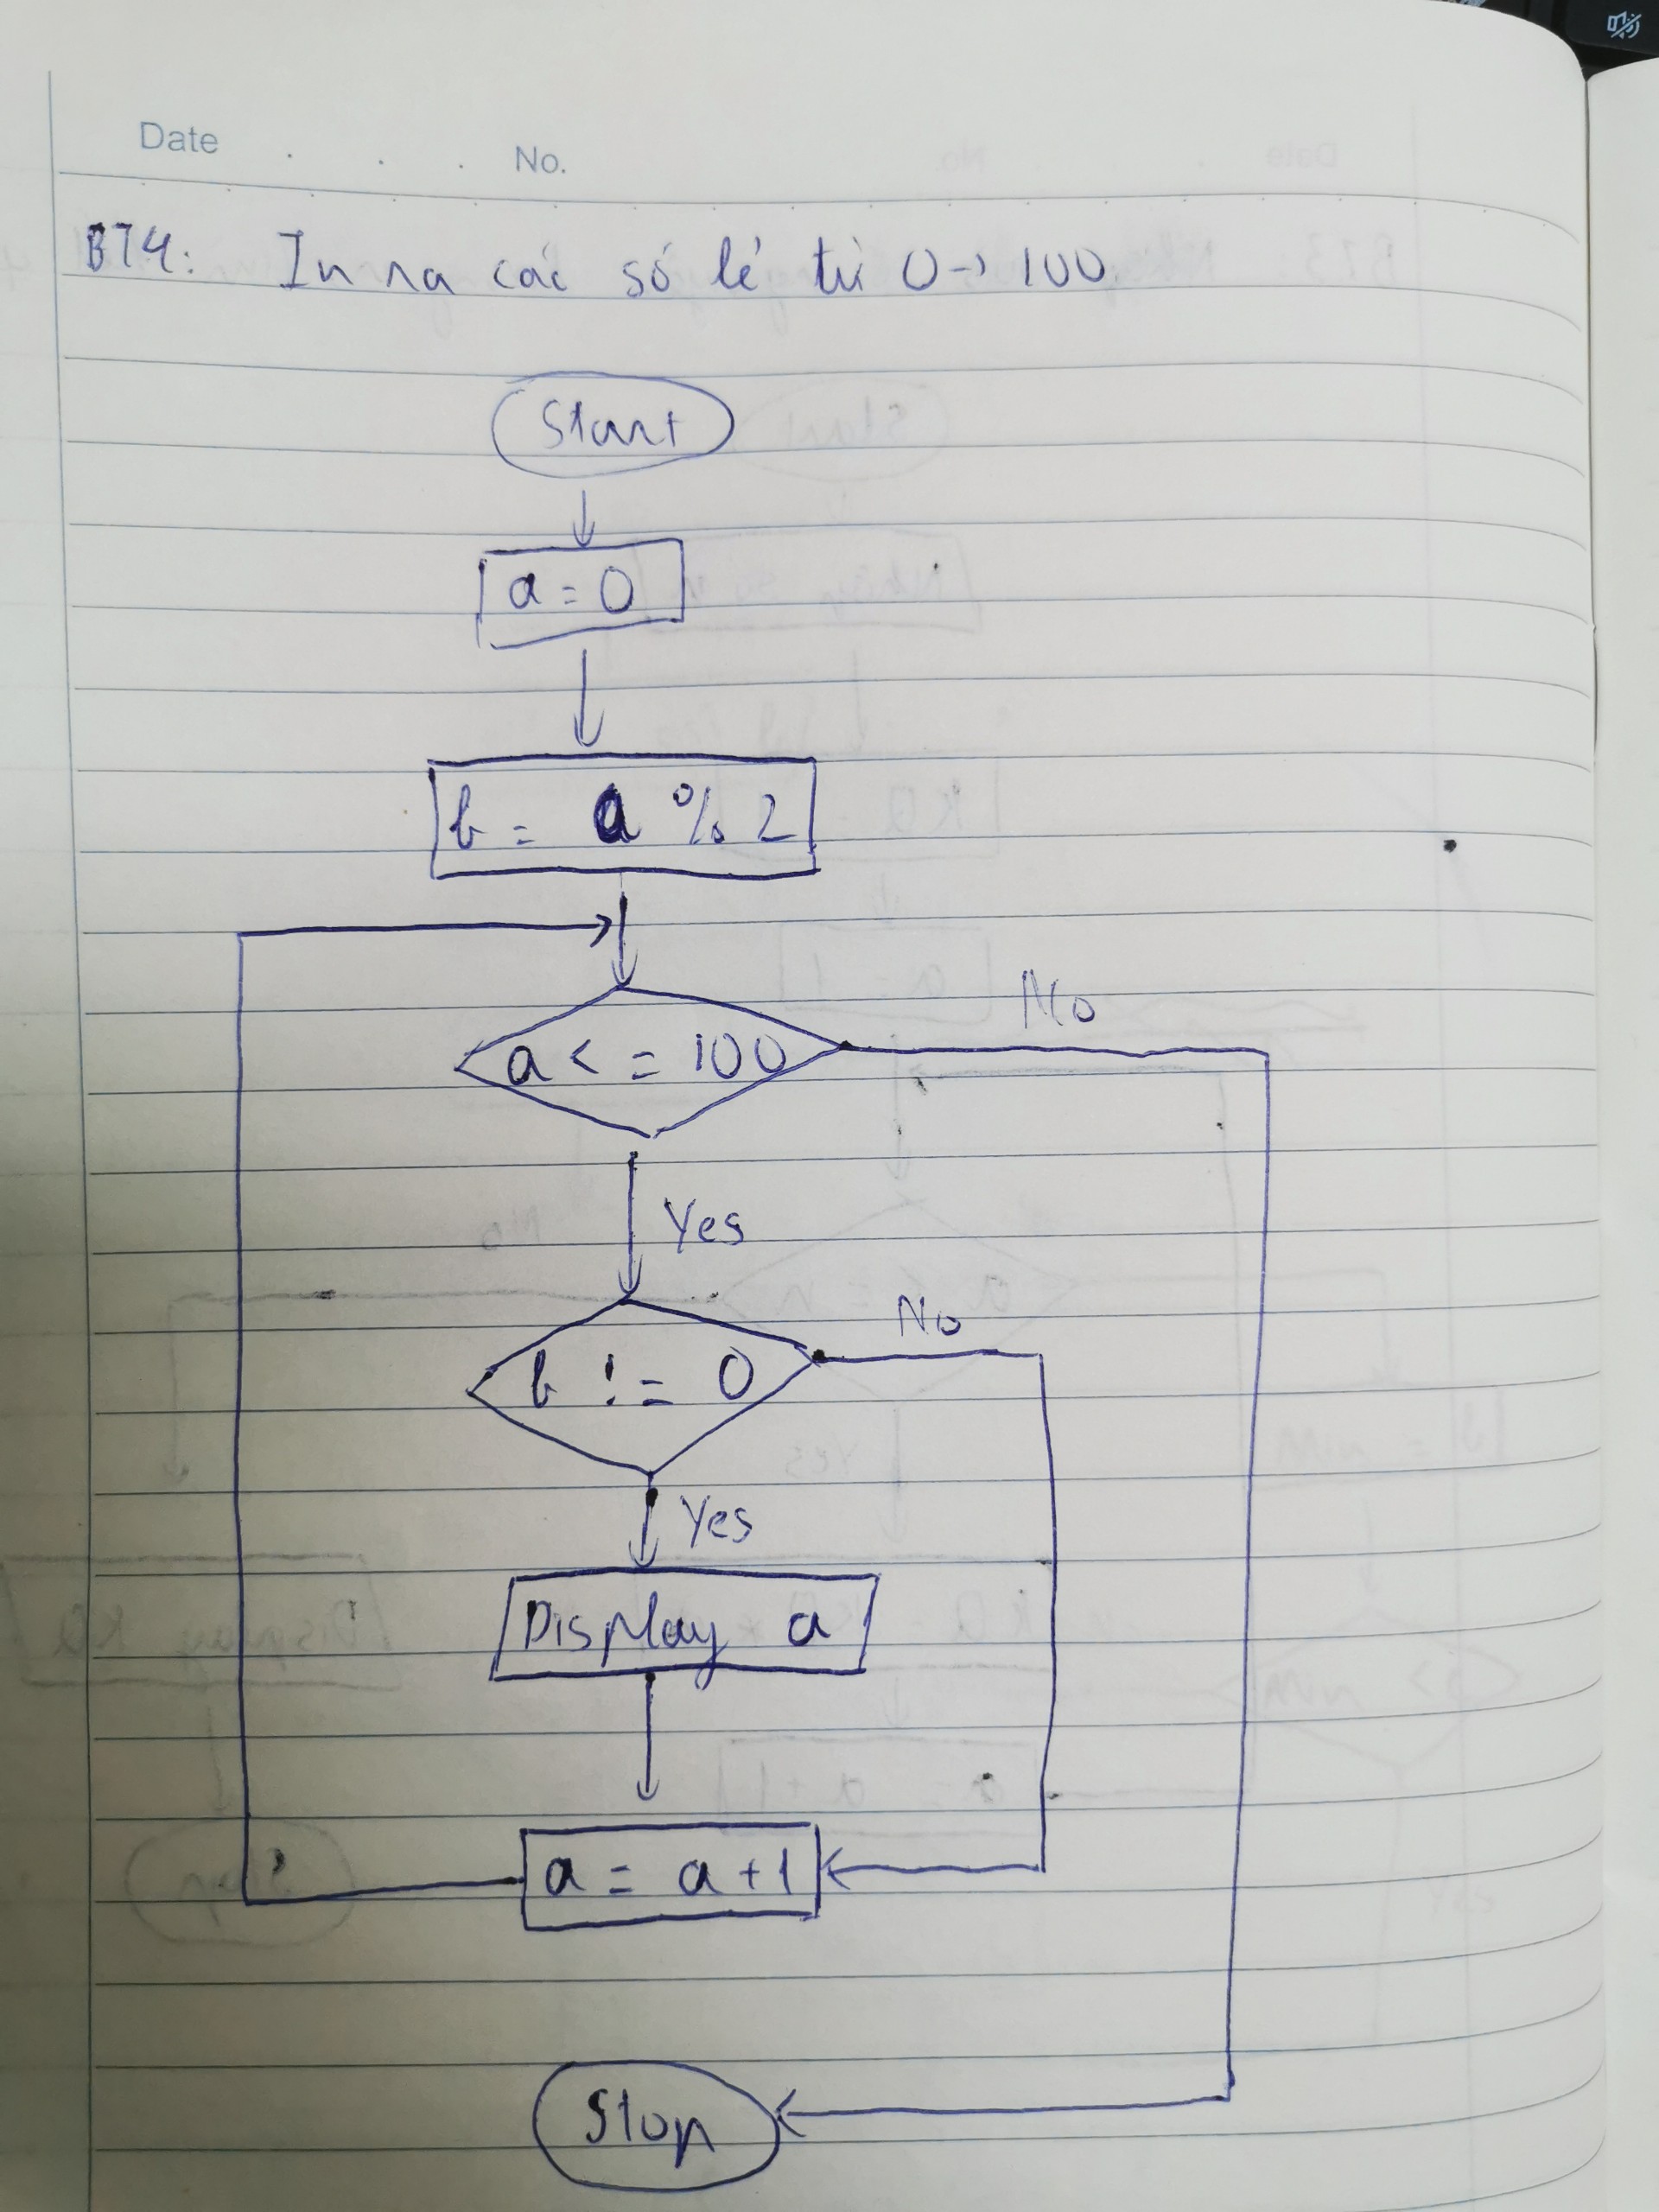 Date No.
BT4: In ra các số lẻ từ 0 → 100
Start
a = 0
b = a % 2
a < = 100
No
Yes
b != 0
No
Yes
Display a
a = a + 1
Stop